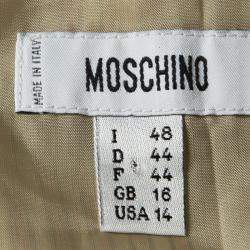 MADE IN ITALY
MOSCHINO
I 48
D 44
F 44
GB 16
USA 14